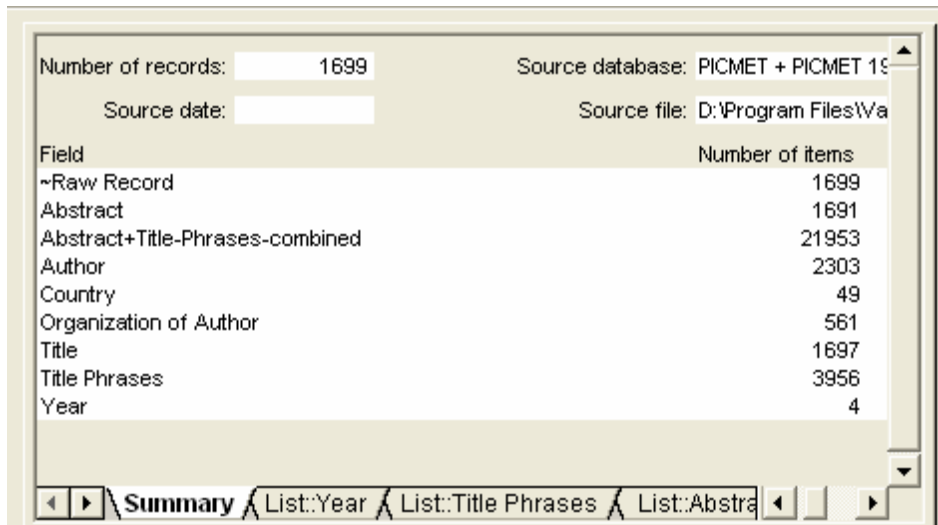 Number of records: 1699 Source database: PICMET + PICMET 19
Source date: Source file: D:\Program Files\Va
Field Number of items
~Raw Record 1699
Abstract 1691
Abstract+Title-Phrases-combined 21953
Author 2303
Country 49
Organization of Author 561
Title 1697
Title Phrases 3956
Year 4
Summary List::Year List::Title Phrases List::Abstra